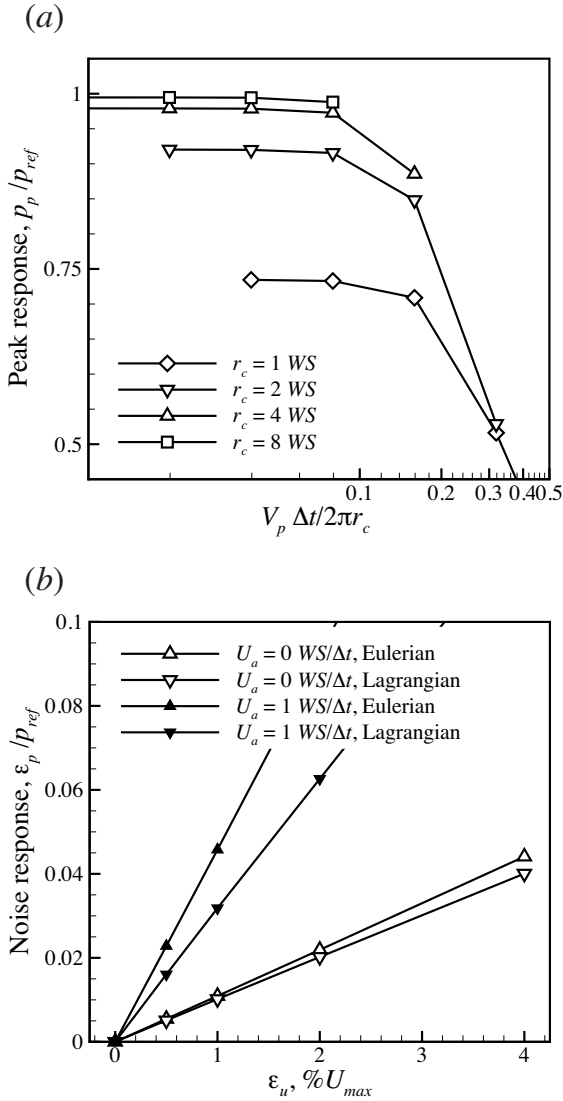 (a)
Peak response, p_p /p_ref
1
0.75
0.5
r_c = 1 WS
r_c = 2 WS
r_c = 4 WS
r_c = 8 WS
0.1 0.2 0.3 0.4 0.5
V_p Δt/2πr_c
(b)
Noise response, ε_p /p_ref
0.1
0.08
0.06
0.04
0.02
0
U_a = 0 WS/Δt, Eulerian
U_a = 0 WS/Δt, Lagrangian
U_a = 1 WS/Δt, Eulerian
U_a = 1 WS/Δt, Lagrangian
0 1 2 3 4
ε_u, %U_max